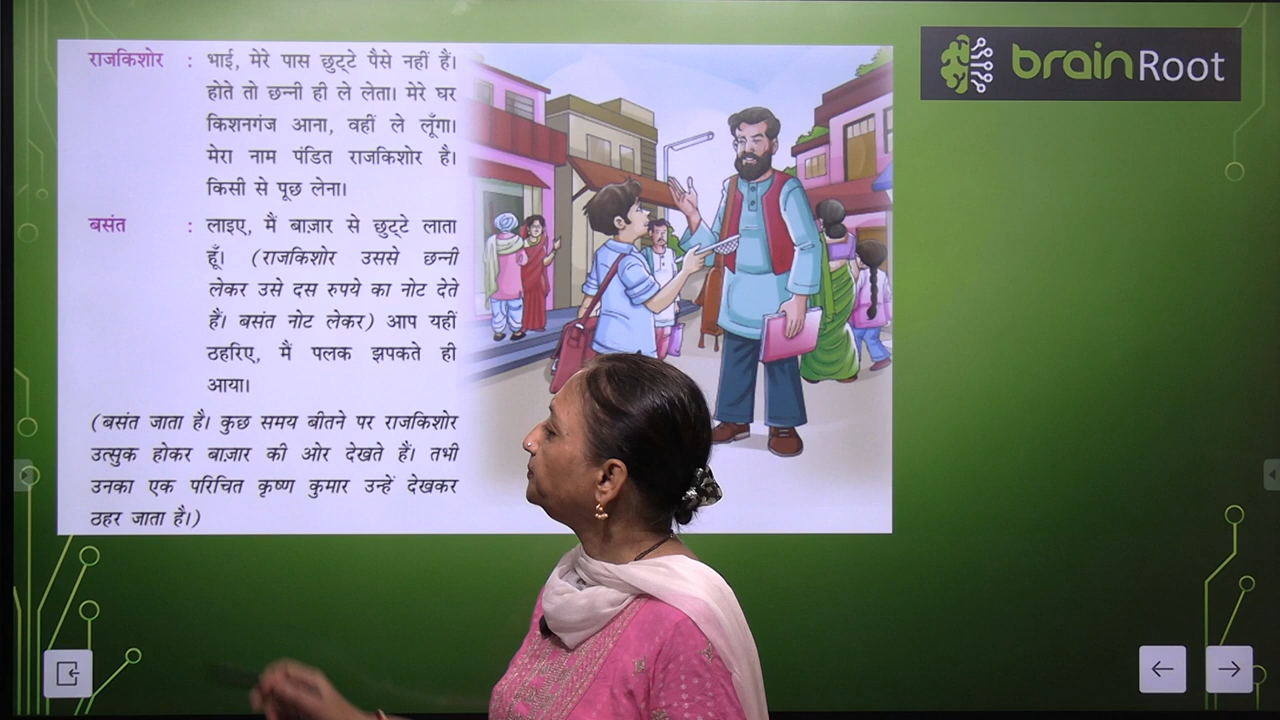 राजकिशोर : भाई, मेरे पास छुट्टे पैसे नहीं हैं।
होते तो छन्नी ही ले लेता। मेरे घर
किशनगंज आना, वहीं ले लूँगा।
मेरा नाम पंडित राजकिशोर है।
किसी से पूछ लेना।
बसंत : लाइए, मैं बाज़ार से छुट्टे लाता
हूँ। (राजकिशोर उससे छन्नी
लेकर उसे दस रुपये का नोट देते
हैं। बसंत नोट लेकर) आप यहीं
ठहरिए, मैं पलक झपकते ही
आया।
(बसंत जाता है। कुछ समय बीतने पर राजकिशोर
उत्सुक होकर बाज़ार की ओर देखते हैं। तभी
उनका एक परिचित कृष्ण कुमार उन्हें देखकर
ठहर जाता है।)
brainRoot